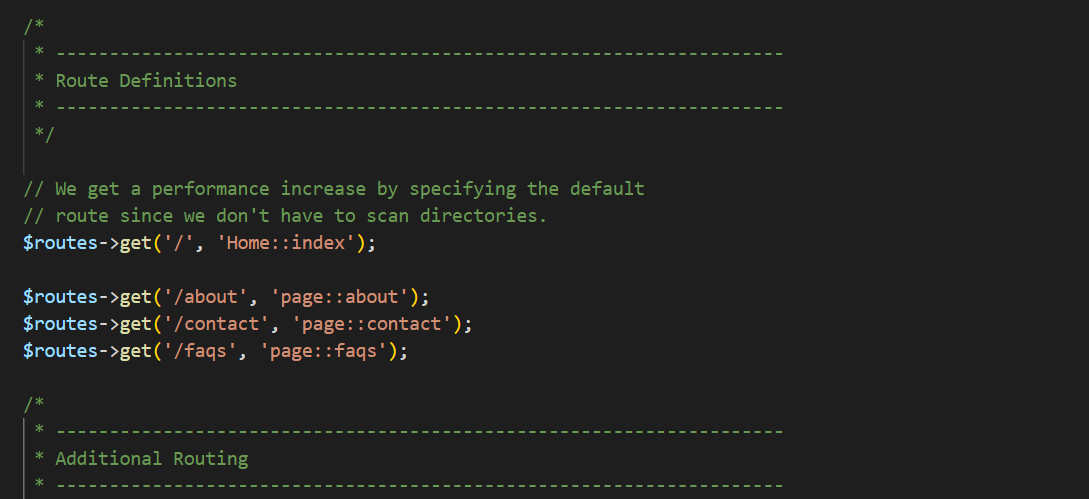 /*
 * --------------------------------------------------------------------
 * Route Definitions
 * --------------------------------------------------------------------
 */
// We get a performance increase by specifying the default
// route since we don't have to scan directories.
$routes->get('/', 'Home::index');
$routes->get('/about', 'page::about');
$routes->get('/contact', 'page::contact');
$routes->get('/faqs', 'page::faqs');
/*
 * --------------------------------------------------------------------
 * Additional Routing
 * --------------------------------------------------------------------